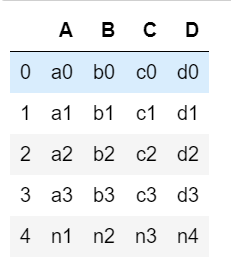 A B C D
0 a0 b0 c0 d0
1 a1 b1 c1 d1
2 a2 b2 c2 d2
3 a3 b3 c3 d3
4 n1 n2 n3 n4